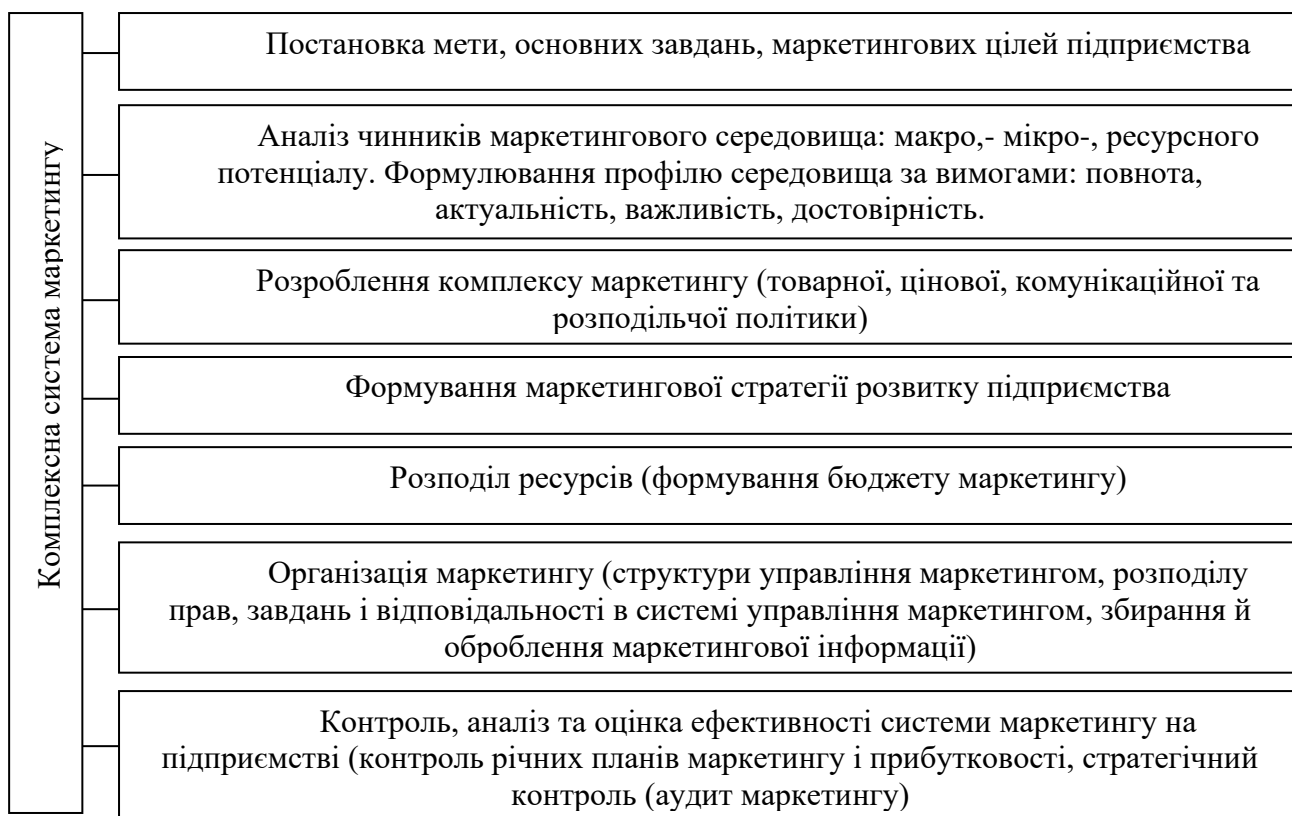 Комплексна система маркетингу
Постановка мети, основних завдань, маркетингових цілей підприємства
Аналіз чинників маркетингового середовища: макро,- мікро-, ресурсного
потенціалу. Формулювання профілю середовища за вимогами: повнота,
актуальність, важливість, достовірність.
Розроблення комплексу маркетингу (товарної, цінової, комунікаційної та
розподільчої політики)
Формування маркетингової стратегії розвитку підприємства
Розподіл ресурсів (формування бюджету маркетингу)
Організація маркетингу (структури управління маркетингом, розподілу
прав, завдань і відповідальності в системі управління маркетингом, збирання й
оброблення маркетингової інформації)
Контроль, аналіз та оцінка ефективності системи маркетингу на
підприємстві (контроль річних планів маркетингу і прибутковості, стратегічний
контроль (аудит маркетингу)